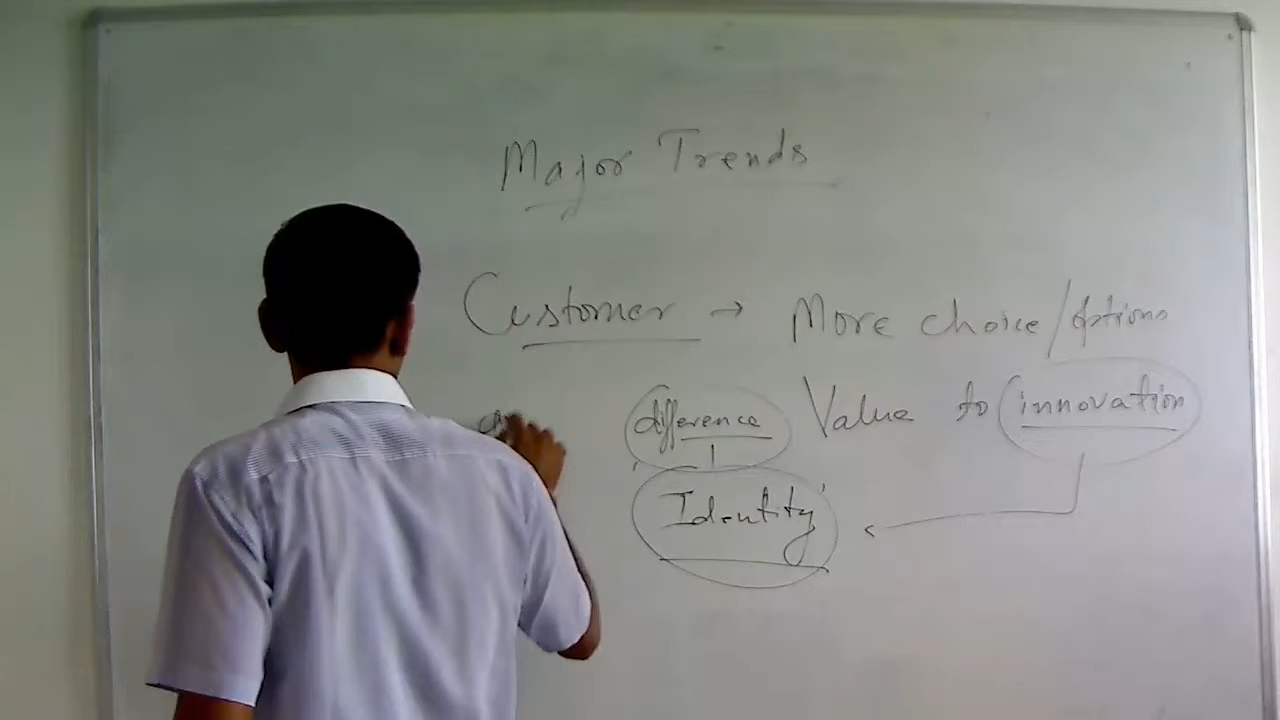 Major Trends
Customer → More choice/options
difference Value to innovation
Identity